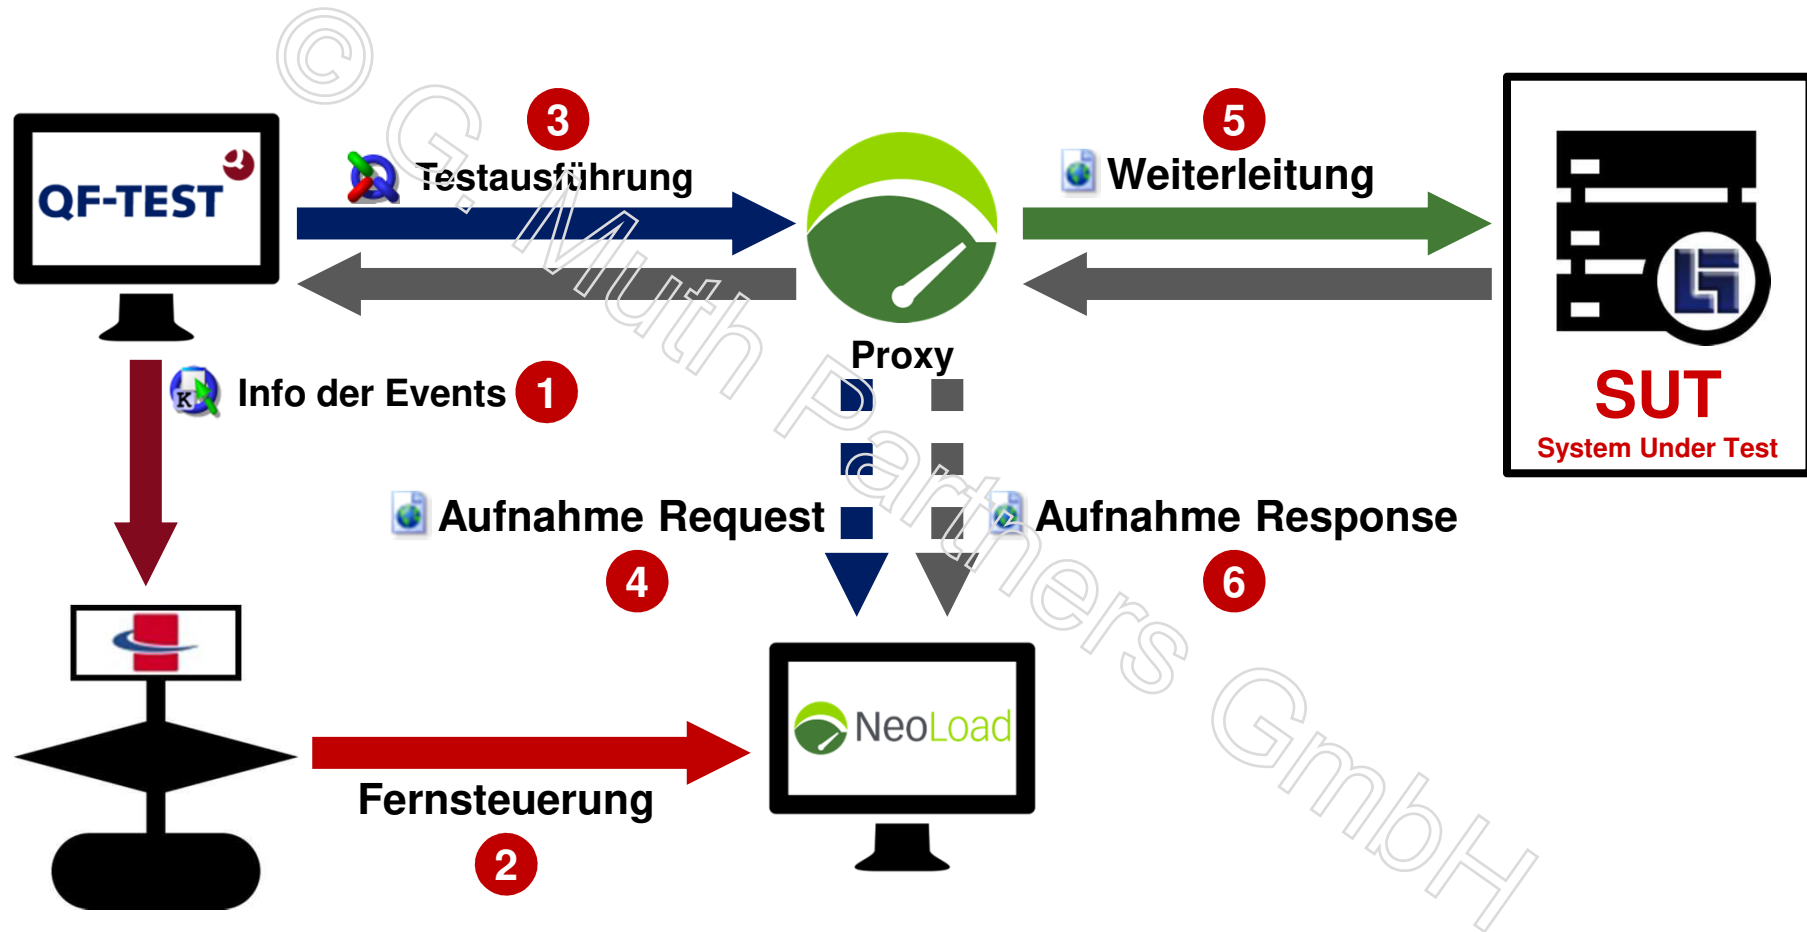 © G. Muth Partners GmbH
3
5
QF-TEST
Testausführung
Weiterleitung
Proxy
SUT
System Under Test
K
Info der Events 1
Aufnahme Request
Aufnahme Response
4
6
NeoLoad
Fernsteuerung
2